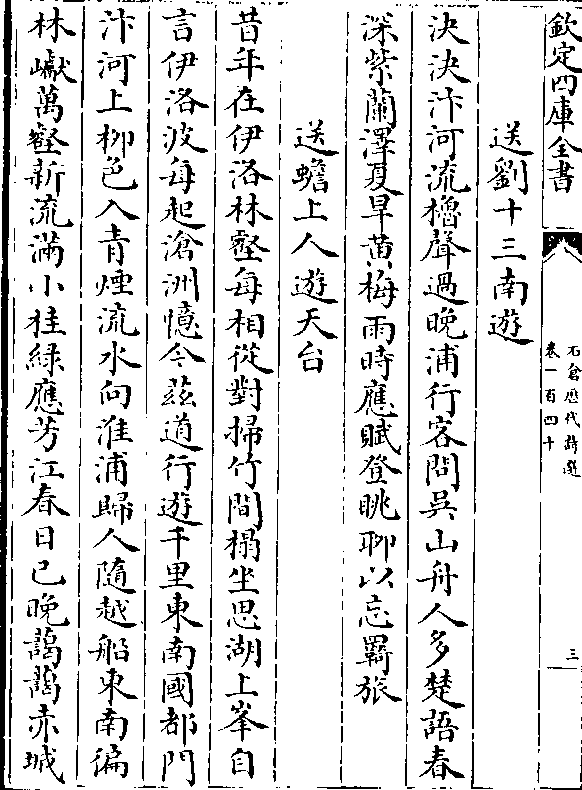 欽定四庫全書
石倉歷代詩選
卷一百四十
三
送劉十三南遊
決決汴河流櫓聲過晚浦行客問吳山舟人多楚語春
深紫蘭澤夏早黄梅雨時應賦登眺聊以忘羇旅
送蟾上人遊天台
昔年在伊洛林壑每相從對掃竹間榻坐思湖上峯自
言伊洛波每起滄洲憶今兹道行遊千里東南國都門
汴河上柳色入青煙流水向淮浦歸人隨越船東南徧
林巘萬壑新流滿小桂緑應芳江春日已晚藹藹赤城